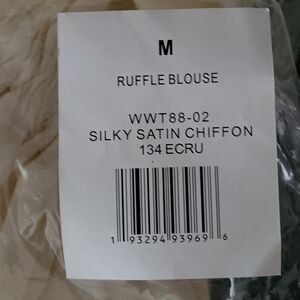 M
RUFFLE BLOUSE
WWT88-02
SILKY SATIN CHIFFON
134 ECRU
1 93294 93969 6